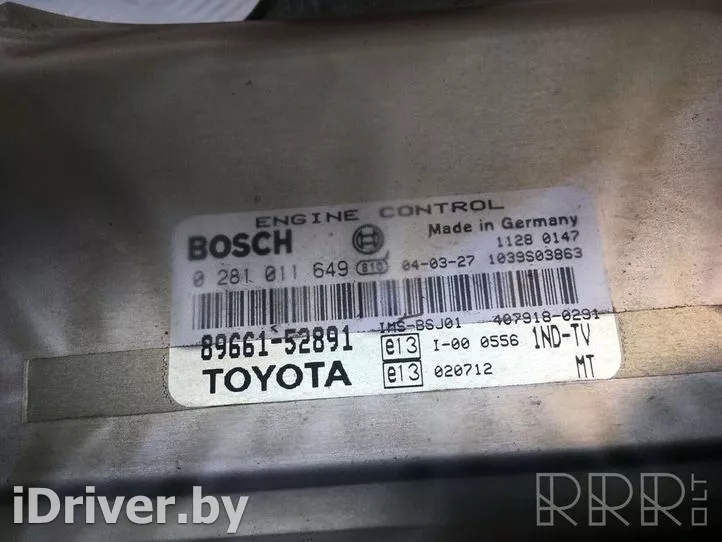 ENGINE CONTROL
BOSCH
Made in Germany
1128 0147
0 281 011 649 810 04-03-27 1039S03863
IMS-BSJ01 407918-0291
89661-52891
e13 I-00 0556 1ND-TV
TOYOTA
e13 020712 MT
iDriver.by
RRR.LT